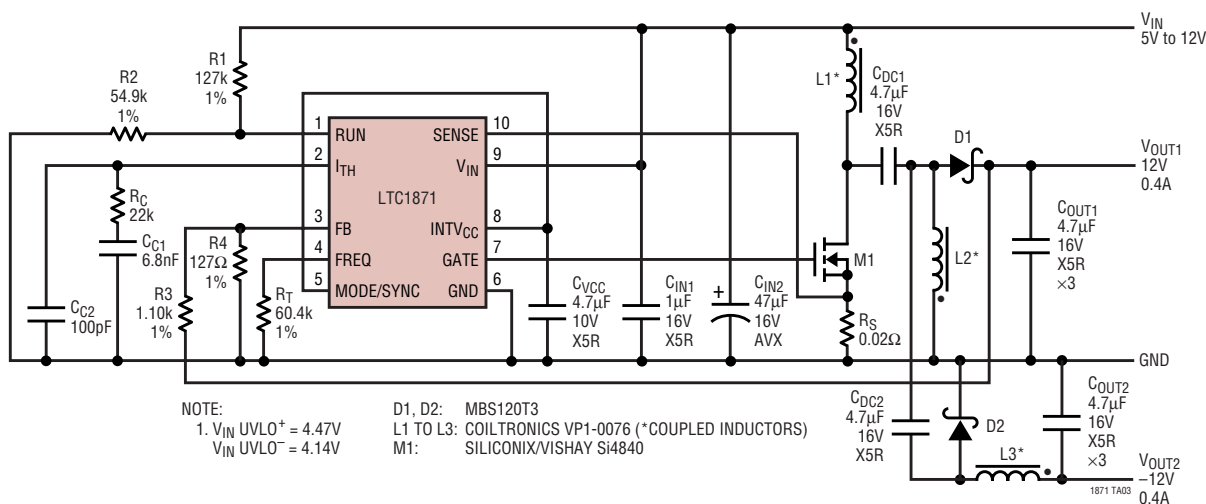 VIN
5V to 12V
R1
127k
1%
R2
54.9k
1%
L1*
CDC1
4.7µF
16V
X5R
D1
VOUT1
12V
0.4A
1
RUN
SENSE
10
2
ITH
VIN
9
LTC1871
3
FB
INTVCC
8
4
FREQ
GATE
7
5
MODE/SYNC
GND
6
RC
22k
CC1
6.8nF
R4
127Ω
1%
R3
1.10k
1%
RT
60.4k
1%
CC2
100pF
CVCC
4.7µF
10V
X5R
CIN1
1µF
16V
X5R
+
CIN2
47µF
16V
AVX
M1
RS
0.02Ω
L2*
COUT1
4.7µF
16V
X5R
×3
GND
CDC2
4.7µF
16V
X5R
D2
L3*
COUT2
4.7µF
16V
X5R
×3
VOUT2
–12V
0.4A
NOTE:
1. VIN UVLO+ = 4.47V
VIN UVLO– = 4.14V
D1, D2: MBS120T3
L1 TO L3: COILTRONICS VP1-0076 (*COUPLED INDUCTORS)
M1: SILICONIX/VISHAY Si4840
1871 TA03